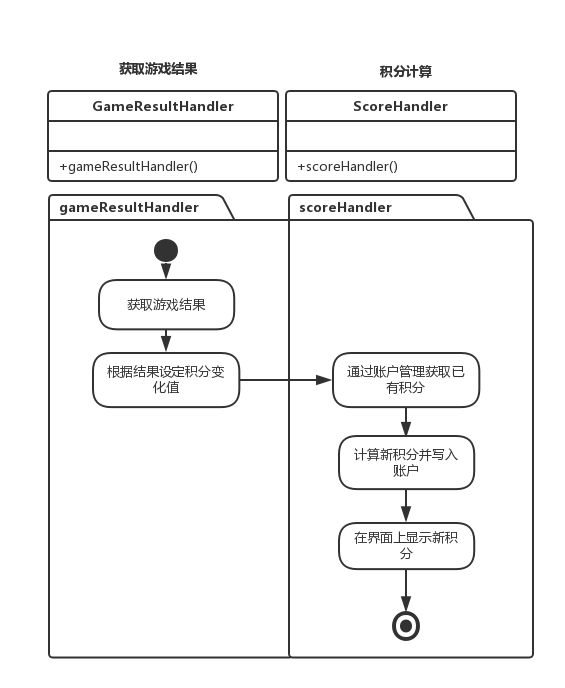 获取游戏结果
积分计算
GameResultHandler
ScoreHandler
+gameResultHandler()
+scoreHandler()
gameResultHandler
scoreHandler
获取游戏结果
根据结果设定积分变
化值
通过账户管理获取已
有积分
计算新积分并写入
账户
在界面上显示新积
分